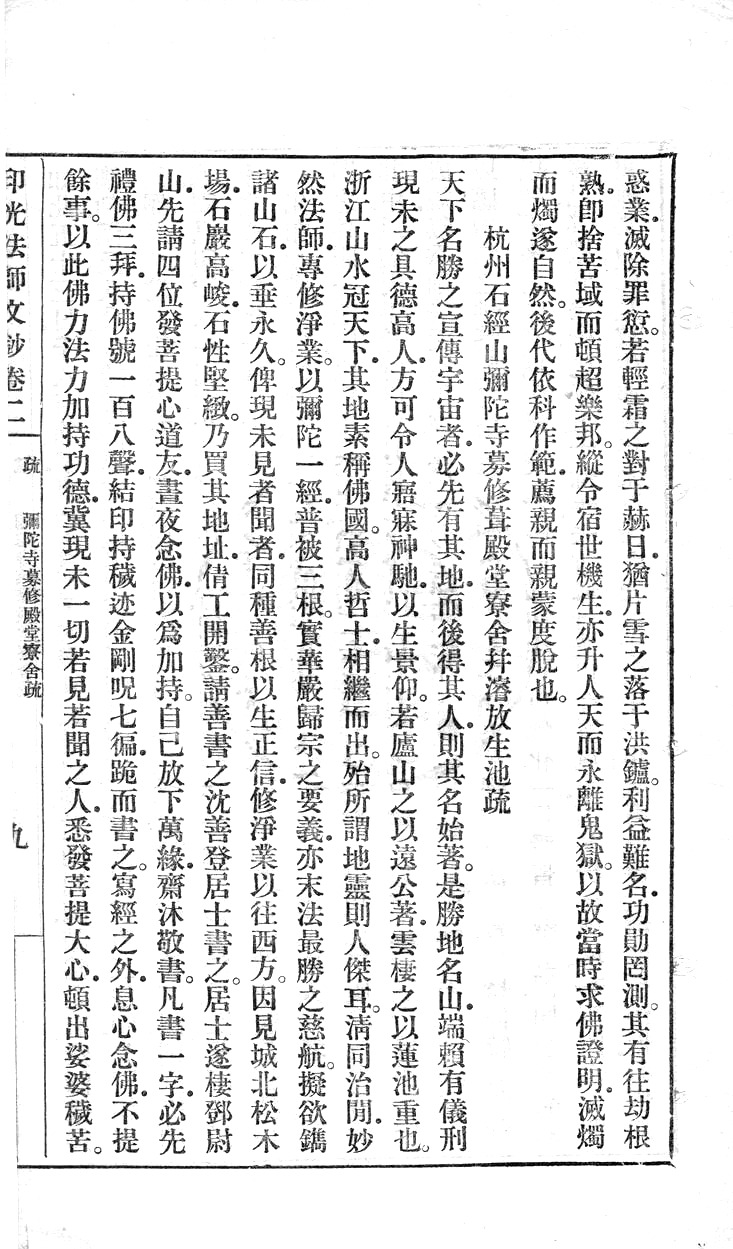 惑業.滅除罪愆。若輕霜之對于赫日.猶片雪之落于洪鑪。利益難名.功勛罔測。其有往劫根
熟.卽捨苦域而頓超樂邦。縱令宿世機生.亦升人天而永離鬼獄。以故當時求佛證明.滅燭
而燭遂自然。後代依科作範.薦親而親蒙度脫也。
杭州石經山彌陀寺募修葺殿堂寮舍幷濬放生池疏
天下名勝之宣傳宇宙者.必先有其地.而後得其人.則其名始著。是勝地名山.端賴有儀刑
現未之具德高人.方可令人寤寐神馳.以生景仰。若廬山之以遠公著.雲棲之以蓮池重也。
浙江山水冠天下.其地素稱佛國。高人哲士.相繼而出。殆所謂地靈則人傑耳。淸同治閒.妙
然法師.專修淨業。以彌陀一經.普被三根。實華嚴歸宗之要義.亦末法最勝之慈航。擬欲鐫
諸山石.以垂永久。俾現未見者聞者.同種善根.以生正信.修淨業以往西方。因見城北松木
場.石巖高峻.石性堅緻。乃買其地址.倩工開鑿。請善書之沈善登居士書之。居士遂棲鄧尉
山.先請四位發菩提心道友.晝夜念佛.以爲加持。自己放下萬緣.齋沐敬書。凡書一字.必先
禮佛三拜.持佛號一百八聲.結印持穢迹金剛呪七徧.跪而書之。寫經之外.息心念佛.不提
餘事。以此佛力法力加持功德.冀現未一切若見若聞之人.悉發菩提大心.頓出娑婆穢苦。
印光法師文鈔卷二 疏 彌陀寺募修殿堂寮舍疏 九